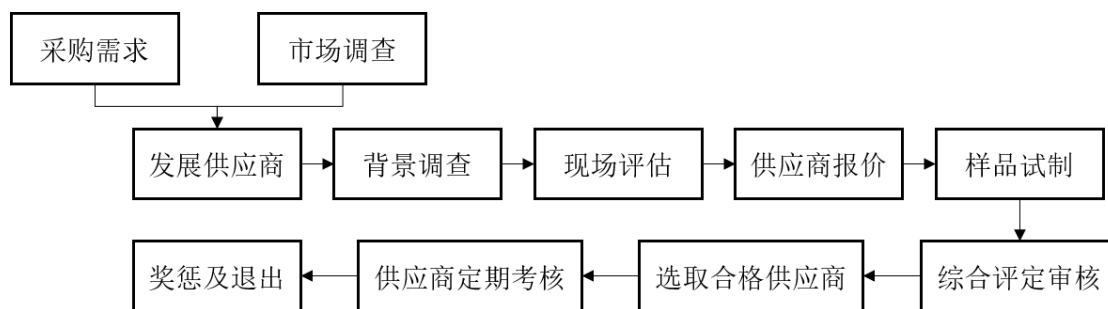 采购需求
市场调查
发展供应商
背景调查
现场评估
供应商报价
样品试制
综合评定审核
选取合格供应商
供应商定期考核
奖惩及退出